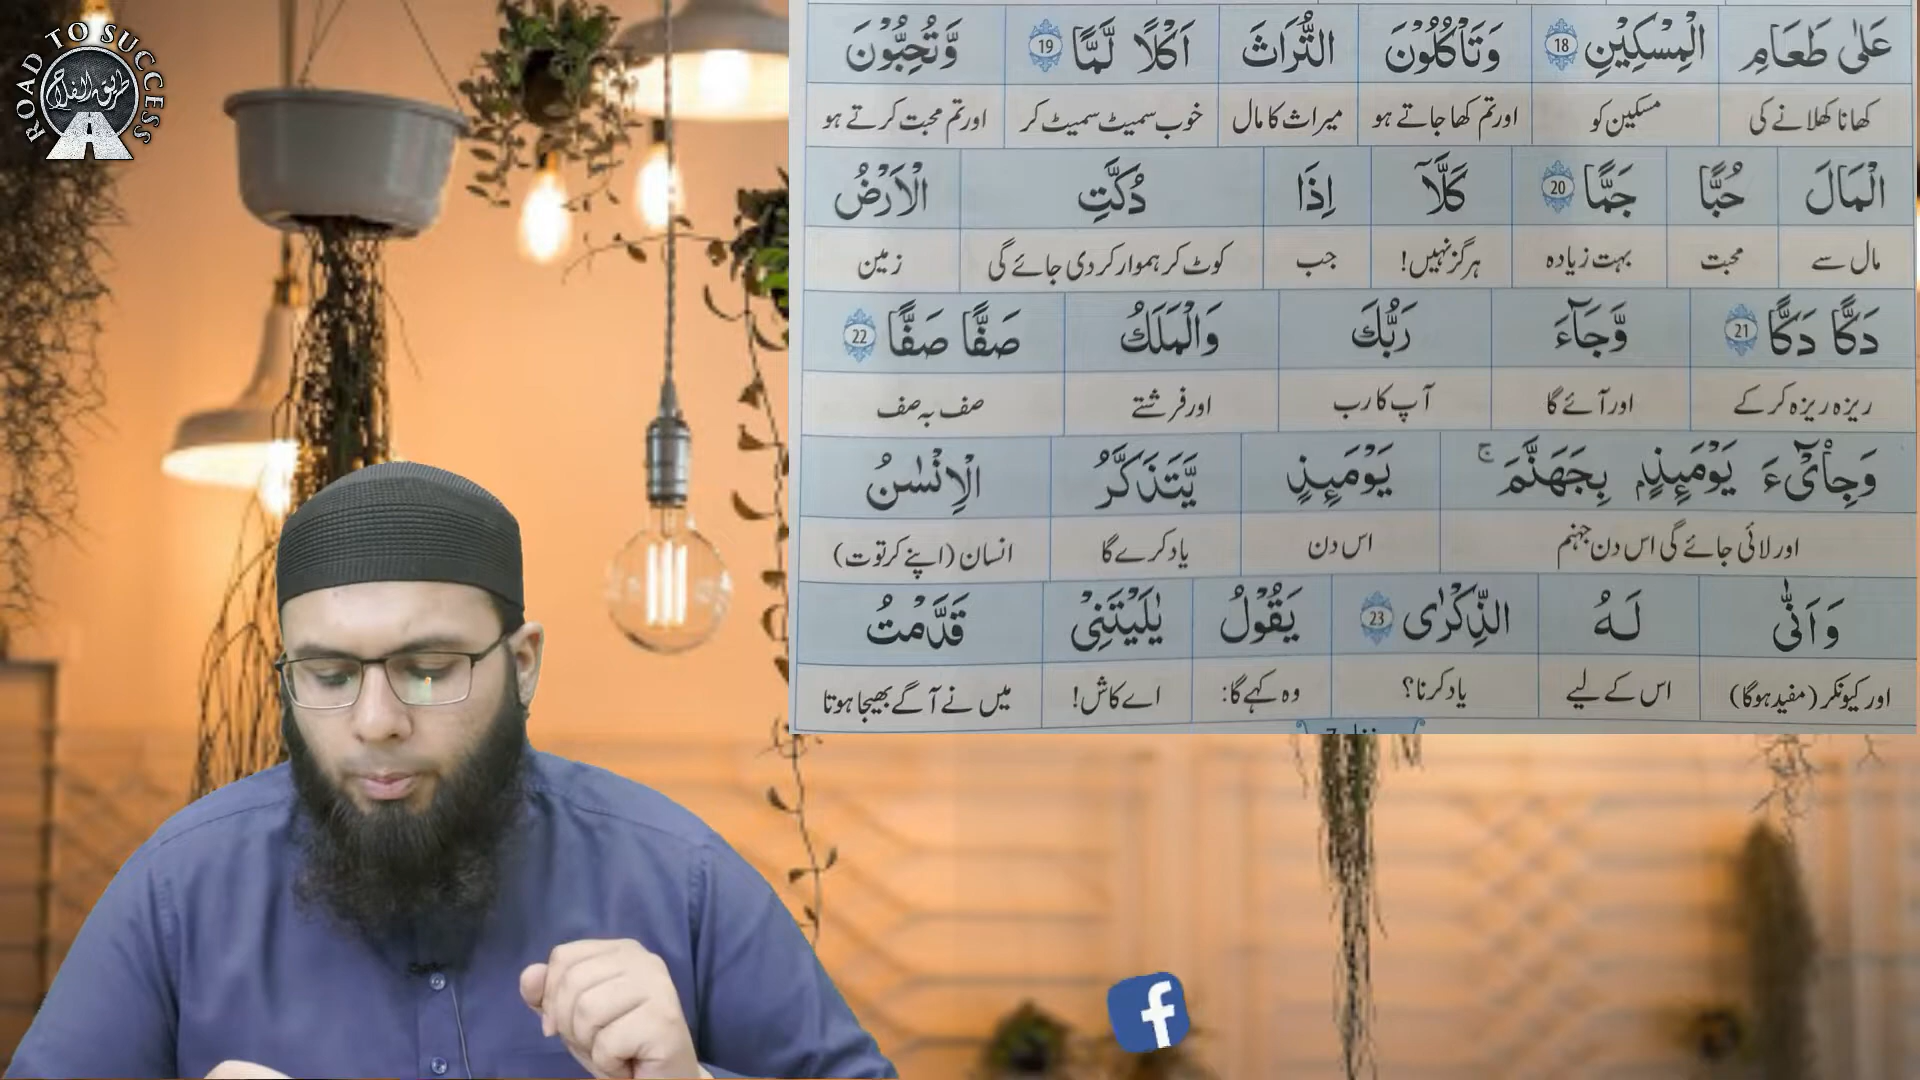 ROAD TO SUCCESS
طريق الفلاح
عَلٰى طَعَامِ الْمِسْكِيْنِ 18 وَتَاْكُلُوْنَ التُّرَاثَ اَكْلًا لَّمًّا 19 وَّتُحِبُّوْنَ
کھانا کھلانے کی مسکین کو اور تم کھا جاتے ہو میراث کا مال خوب سمیٹ سمیٹ کر اور تم محبت کرتے ہو
الْمَالَ حُبًّا جَمًّا 20 كَلَّآ اِذَا دُكَّتِ الْاَرْضُ
مال سے محبت بہت زیادہ ہرگز نہیں! جب کوٹ کر ہموار کر دی جائے گی زمین
دَكًّا دَكًّا 21 وَّجَآءَ رَبُّكَ وَالْمَلَكُ صَفًّا صَفًّا 22
ریزہ ریزہ کر کے اور آئے گا آپ کا رب اور فرشتے صف بہ صف
وَجِايْٓءَ يَوْمَىِٕذٍۭ بِجَهَنَّمَ ۚ يَوْمَىِٕذٍ يَّتَذَكَّرُ الْاِنْسٰنُ
اور لائی جائے گی اس دن جہنم اس دن یاد کرے گا انسان (اپنے کرتوت)
وَاَنّٰى لَهُ الذِّكْرٰى 23 يَقُوْلُ يٰلَيْتَنِيْ قَدَّمْتُ
اور کیونکر (مفید ہوگا) اس کے لیے یاد کرنا؟ وہ کہے گا: اے کاش! میں نے آگے بھیجا ہوتا
f